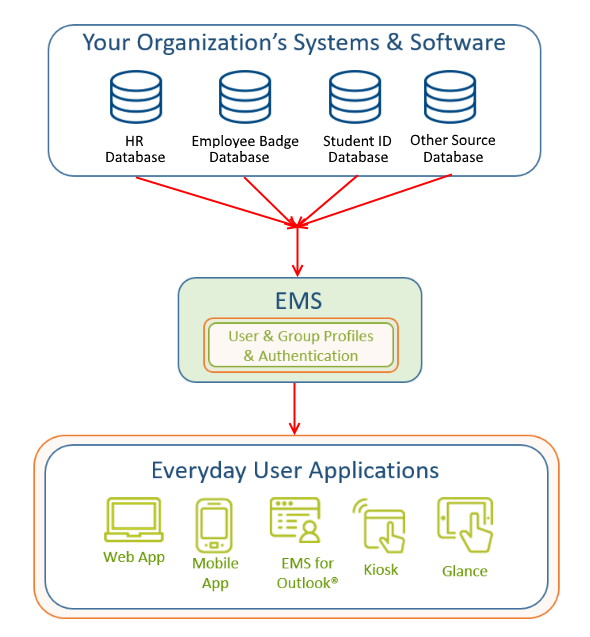 Your Organization's Systems & Software
HR
Database
Employee Badge
Database
Student ID
Database
Other Source
Database
EMS
User & Group Profiles
& Authentication
Everyday User Applications
Web App
Mobile
App
EMS for
Outlook®
Kiosk
Glance